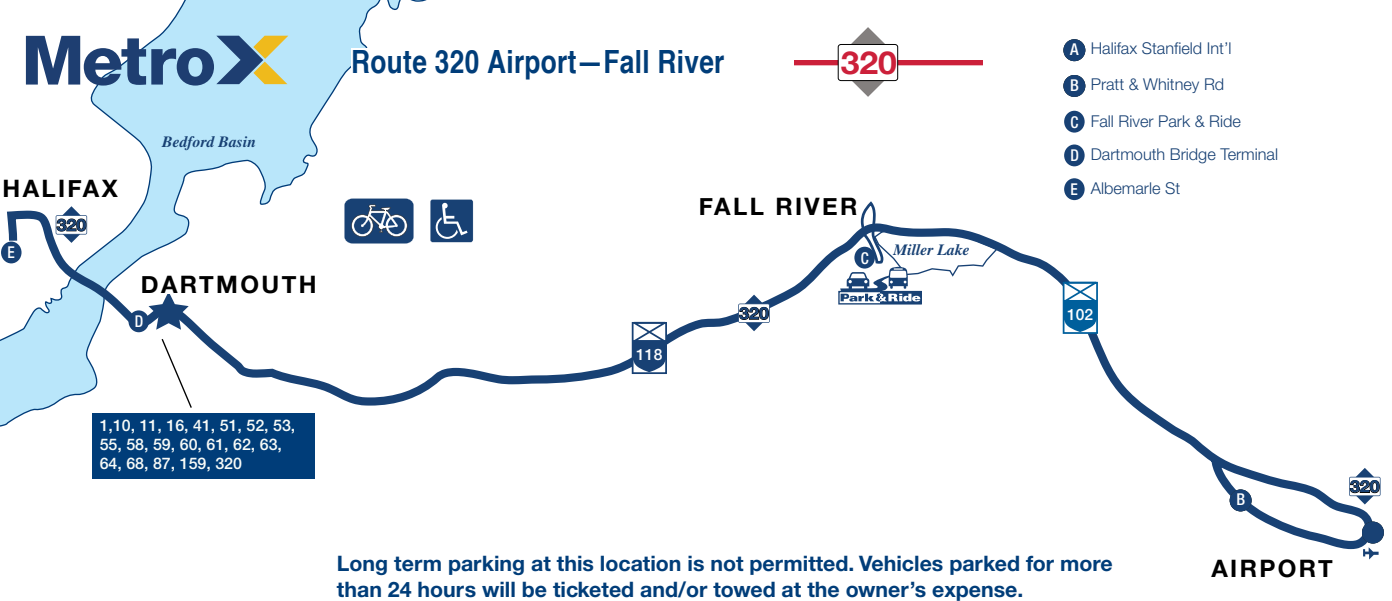 MetroX
Route 320 Airport—Fall River
320
A Halifax Stanfield Int'l
B Pratt & Whitney Rd
C Fall River Park & Ride
D Dartmouth Bridge Terminal
E Albemarle St
Bedford Basin
HALIFAX
320
E
FALL RIVER
Miller Lake
C
Park & Ride
DARTMOUTH
D
320
102
118
1,10, 11, 16, 41, 51, 52, 53,
55, 58, 59, 60, 61, 62, 63,
64, 68, 87, 159, 320
320
B
AIRPORT
Long term parking at this location is not permitted. Vehicles parked for more
than 24 hours will be ticketed and/or towed at the owner's expense.